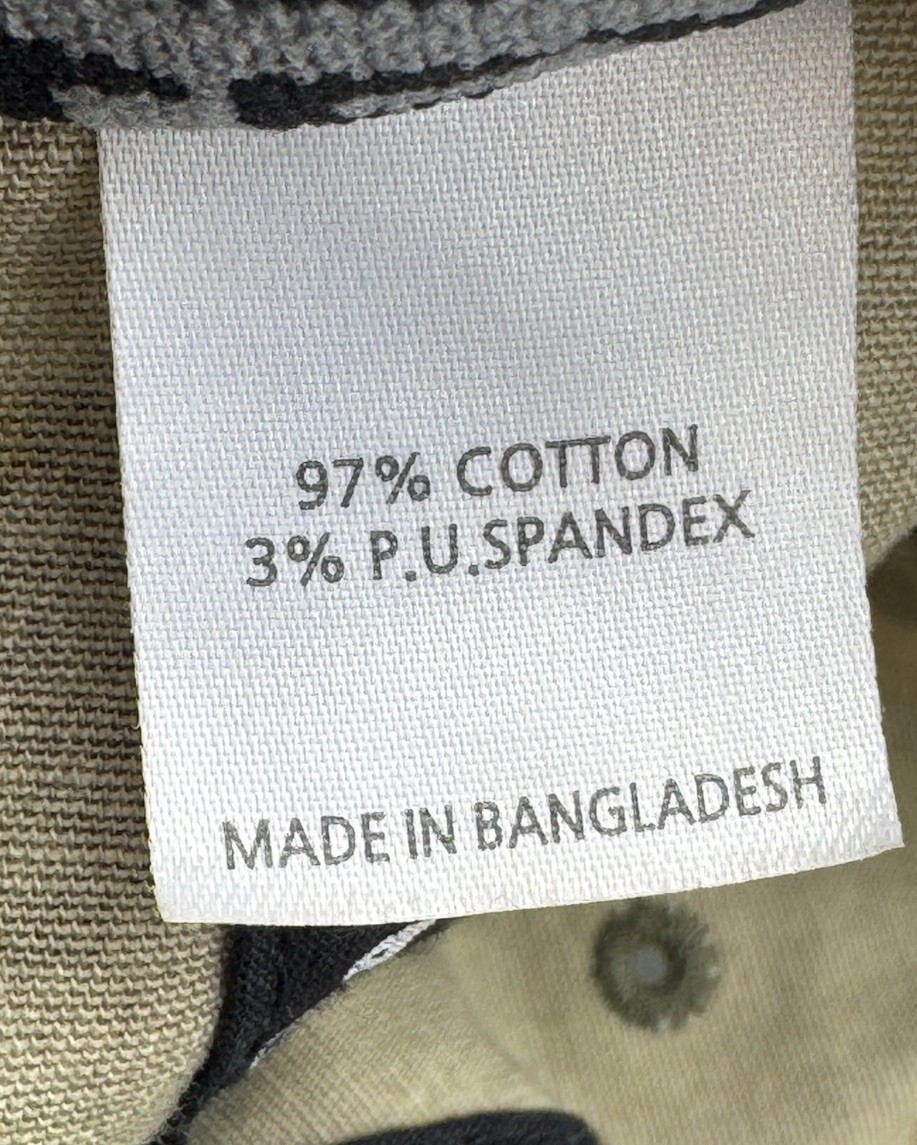 97% COTTON
3% P.U.SPANDEX
MADE IN BANGLADESH